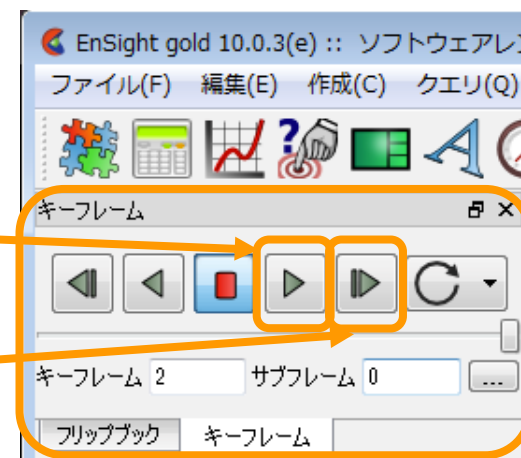 EnSight gold 10.0.3(e) :: ソフトウェアレ
ファイル(F) 編集(E) 作成(C) クエリ(Q)
キーフレーム
キーフレーム 2 サブフレーム 0 ...
フリップブック キーフレーム